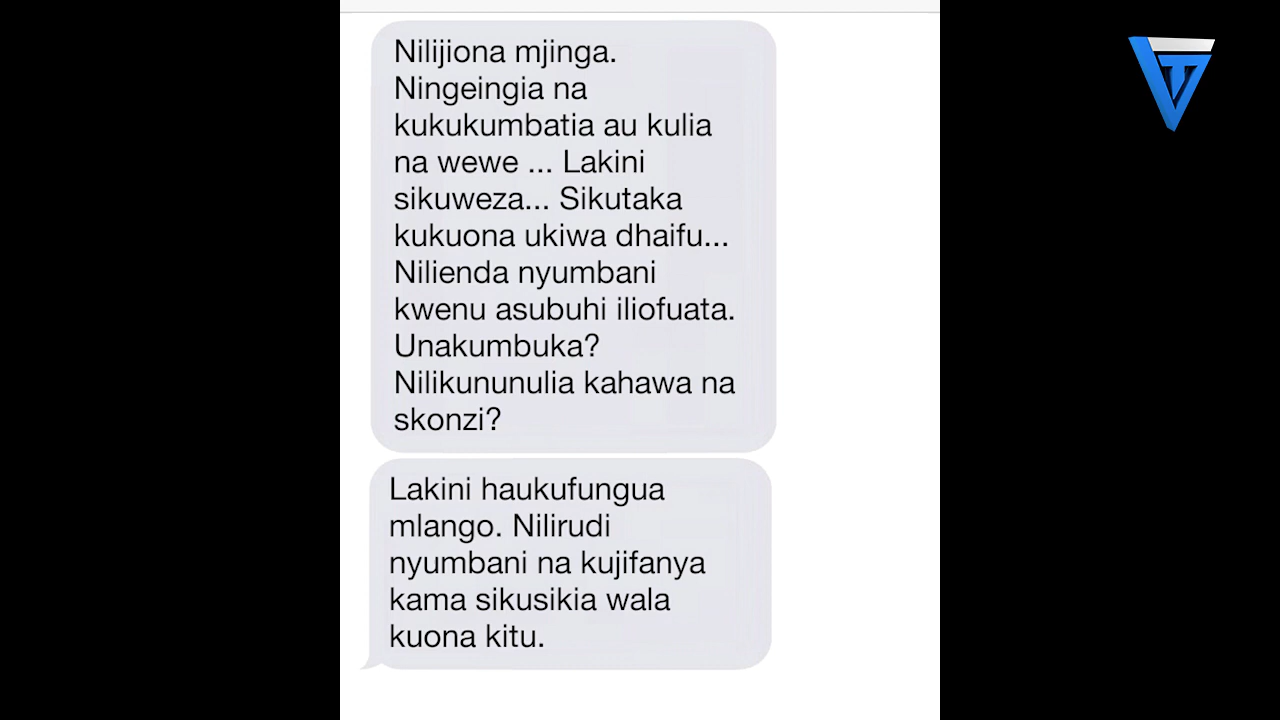 Nilijiona mjinga.
Ningeingia na
kukukumbatia au kulia
na wewe ... Lakini
sikuweza... Sikutaka
kukuona ukiwa dhaifu...
Nilienda nyumbani
kwenu asubuhi iliofuata.
Unakumbuka?
Nilikununulia kahawa na
skonzi?
Lakini haukufungua
mlango. Nilirudi
nyumbani na kujifanya
kama sikusikia wala
kuona kitu.